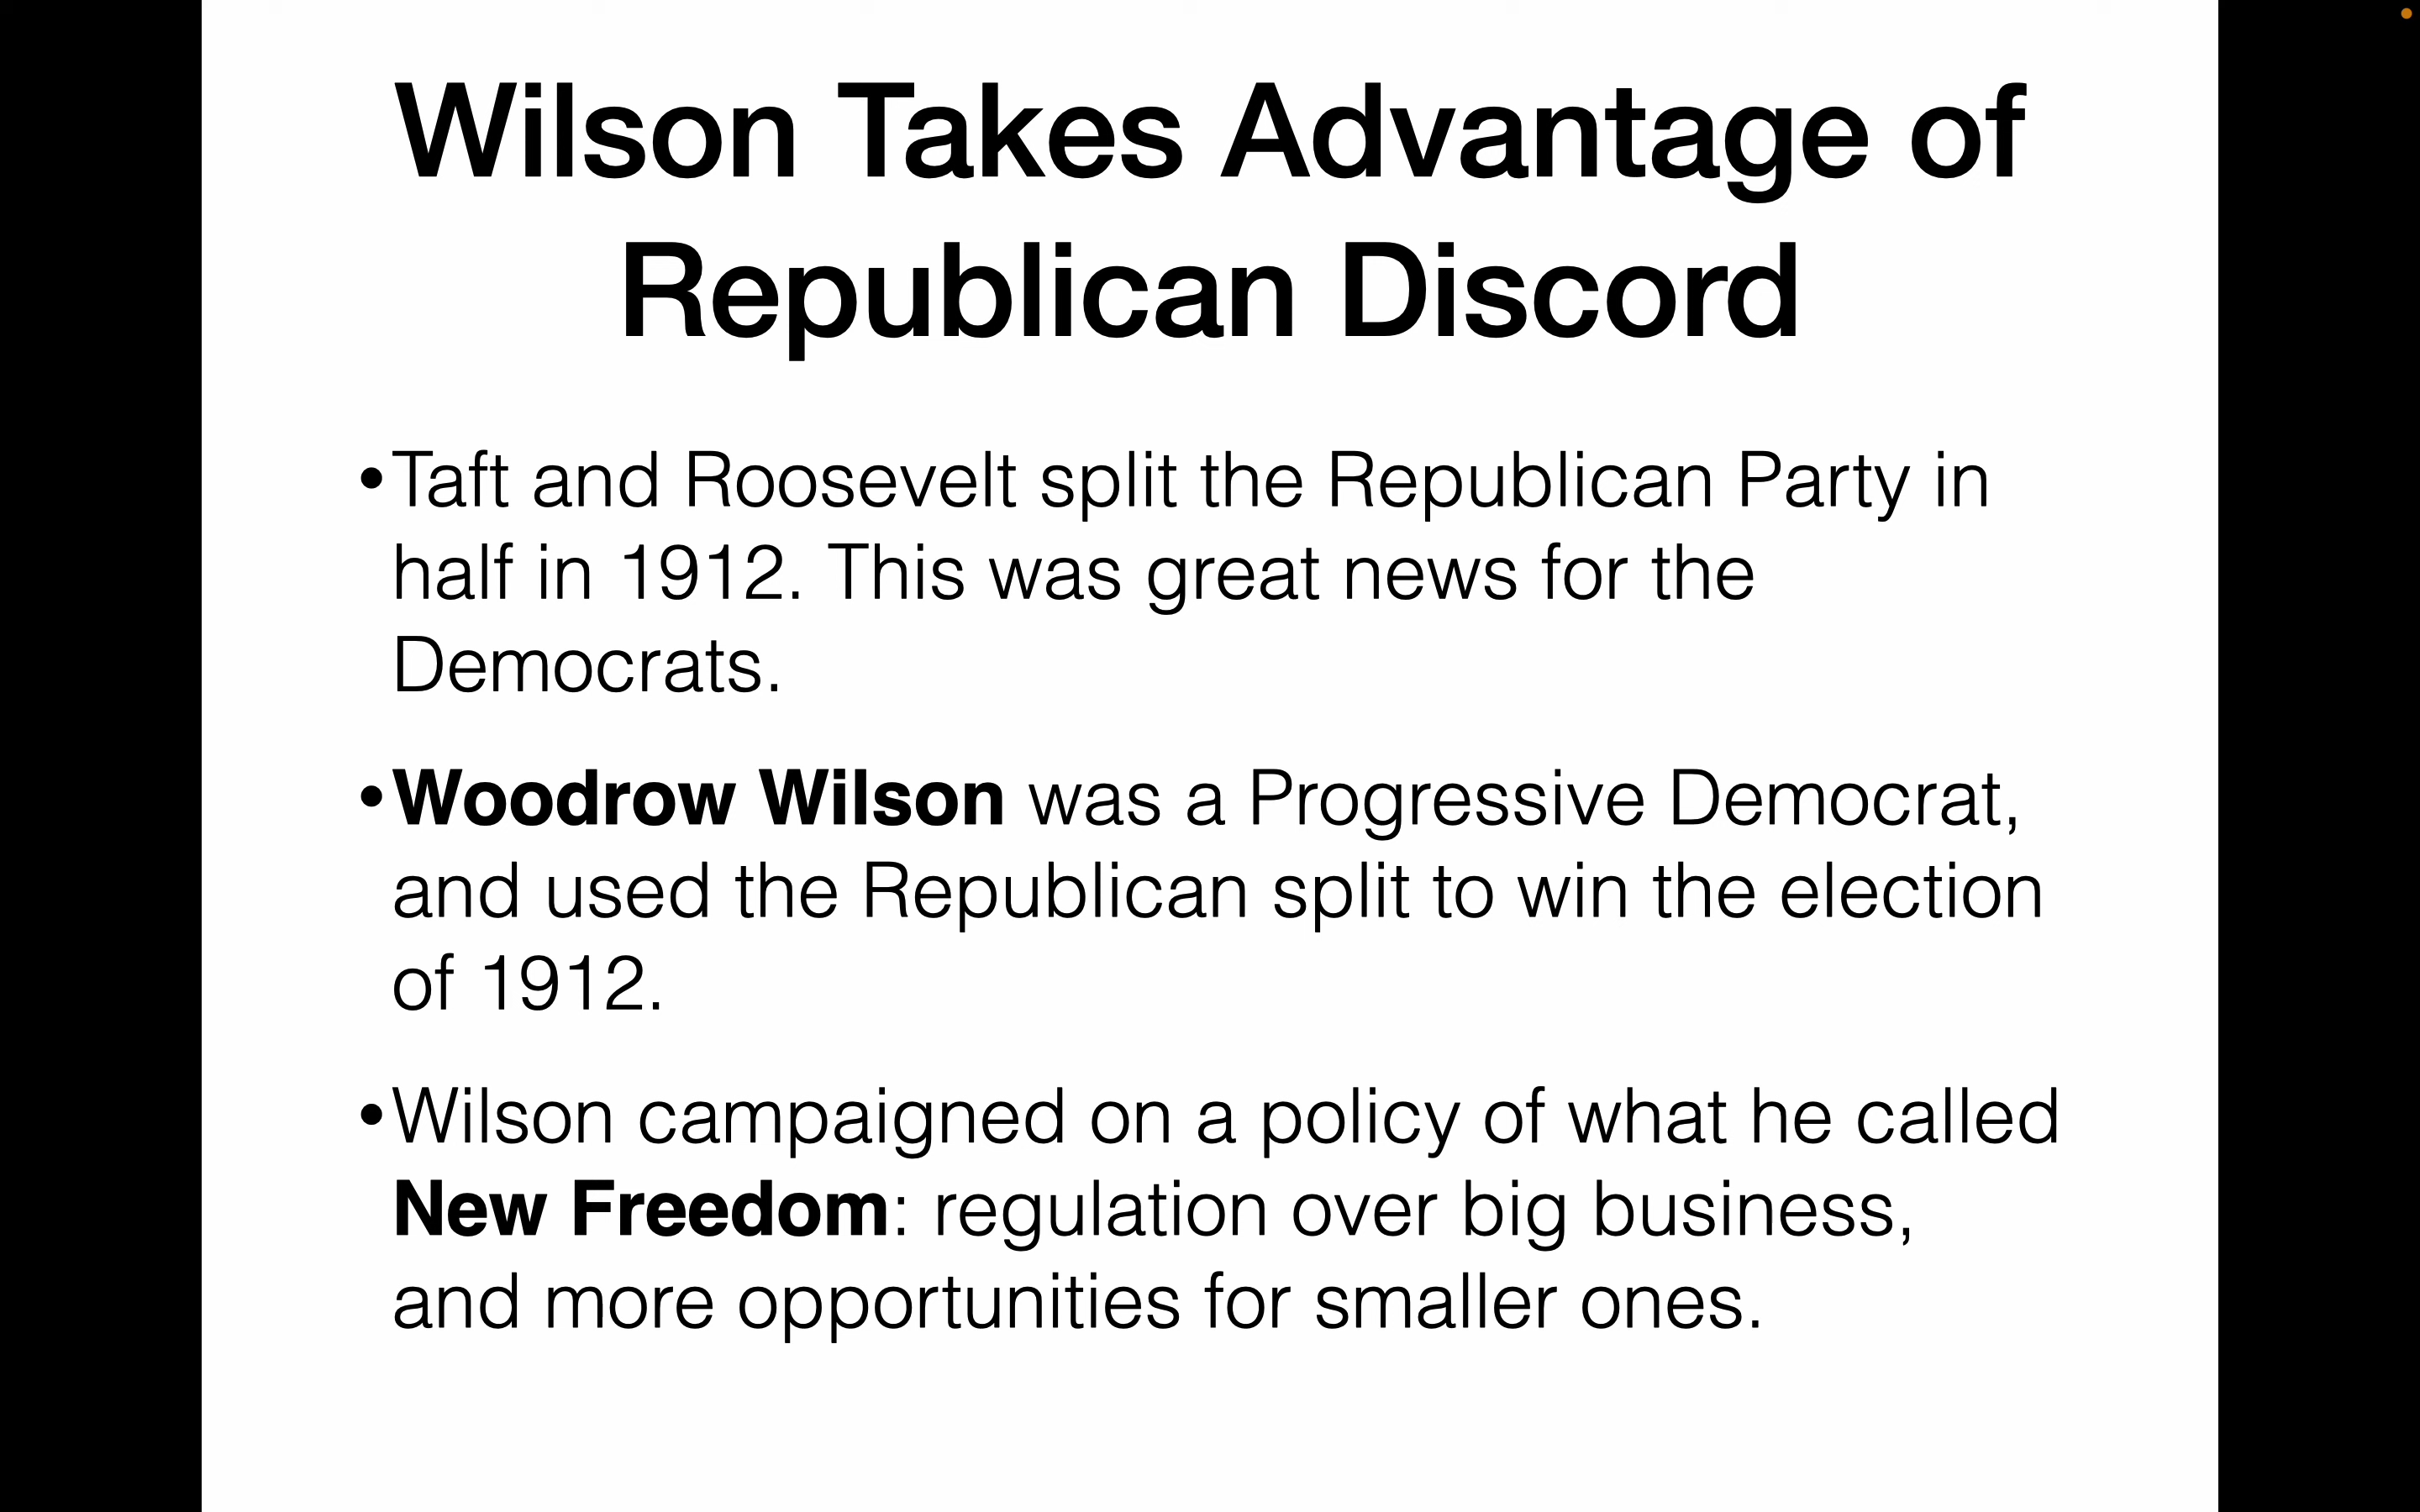 Wilson Takes Advantage of
Republican Discord
•Taft and Roosevelt split the Republican Party in
half in 1912. This was great news for the
Democrats.
•Woodrow Wilson was a Progressive Democrat,
and used the Republican split to win the election
of 1912.
•Wilson campaigned on a policy of what he called
New Freedom: regulation over big business,
and more opportunities for smaller ones.